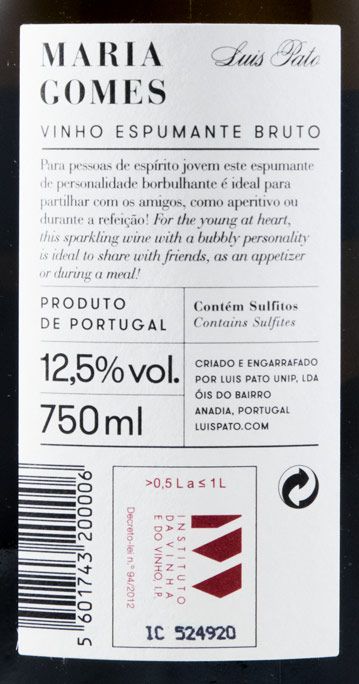 MARIA
GOMES
Luis Pato
VINHO ESPUMANTE BRUTO
Para pessoas de espírito jovem este espumante
de personalidade borbulhante é ideal para
partilhar com os amigos, como aperitivo ou
durante a refeição! For the young at heart,
this sparkling wine with a bubbly personality
is ideal to share with friends, as an appetizer
or during a meal!
PRODUTO
DE PORTUGAL
Contém Sulfitos
Contains Sulfites
12,5% vol.
750ml
CRIADO E ENGARRAFADO
POR LUIS PATO UNIP, LDA
ÓIS DO BAIRRO
ANADIA, PORTUGAL
LUISPATO.COM
5 601743 200006
>0,5 L a ≤ 1 L
INSTITUTO
DA VINHA
E DO VINHO, I.P.
Decreto-lei n.º 94/2012
IC 524920